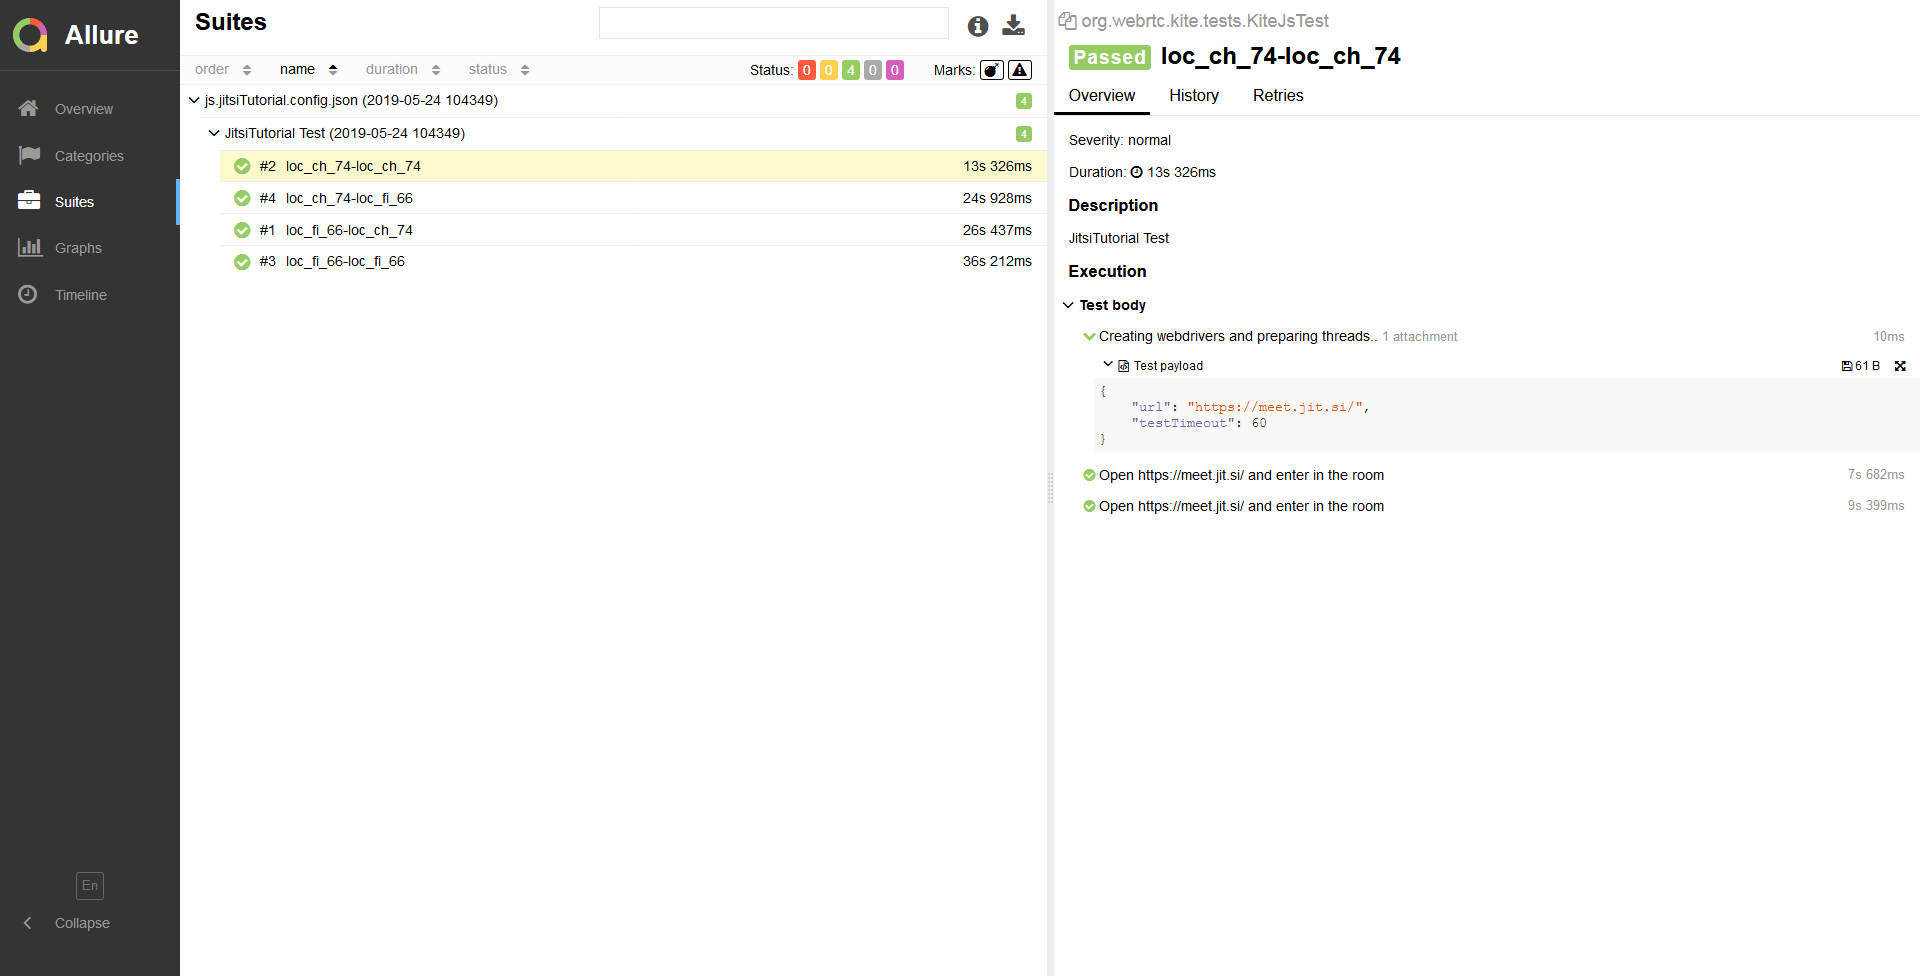 Allure
Overview
Categories
Suites
Graphs
Timeline
En
Collapse
Suites
order name duration status Status: 0 0 4 0 0 Marks:
js.jitsiTutorial.config.json (2019-05-24 104349) 4
JitsiTutorial Test (2019-05-24 104349) 4
#2 loc_ch_74-loc_ch_74 13s 326ms
#4 loc_ch_74-loc_fi_66 24s 928ms
#1 loc_fi_66-loc_ch_74 26s 437ms
#3 loc_fi_66-loc_fi_66 36s 212ms
org.webrtc.kite.tests.KiteJsTest
Passed loc_ch_74-loc_ch_74
Overview History Retries
Severity: normal
Duration: 13s 326ms
Description
JitsiTutorial Test
Execution
Test body
Creating webdrivers and preparing threads.. 1 attachment 10ms
Test payload 61 B
{
"url": "https://meet.jit.si/",
"testTimeout": 60
}
Open https://meet.jit.si/ and enter in the room 7s 682ms
Open https://meet.jit.si/ and enter in the room 9s 399ms